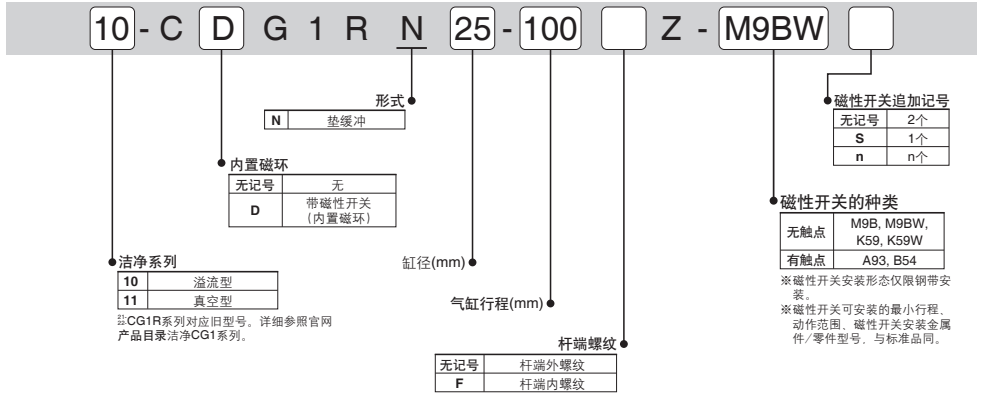 10 - C D G 1 R N 25 - 100 Z - M9BW
形式
N 垫缓冲
磁性开关追加记号
无记号 2个
S 1个
n n个
内置磁环
无记号 无
D 带磁性开关
(内置磁环)
磁性开关的种类
无触点 M9B, M9BW,
K59, K59W
有触点 A93, B54
※磁性开关安装形态仅限钢带安
装。
※磁性开关可安装的最小行程、
动作范围、磁性开关安装金属
件/零件型号，与标准品同。
洁净系列
10 溢流型
11 真空型
CG1R系列对应旧型号。详细参照官网
产品目录洁净CG1系列。
缸径(mm)
气缸行程(mm)
杆端螺纹
无记号 杆端外螺纹
F 杆端内螺纹